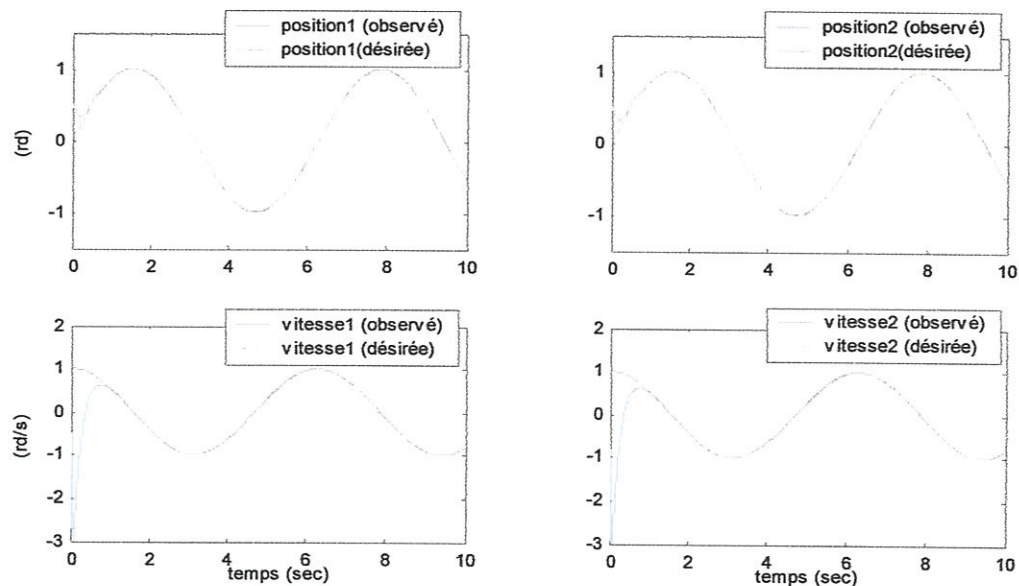 position1 (observé)
position1(désirée)
1
0
-1
(rd)
0 2 4 6 8 10
position2 (observé)
position2(désirée)
1
0
-1
0 2 4 6 8 10
vitesse1 (observé)
vitesse1 (désirée)
2
1
0
-1
-2
-3
(rd/s)
0 2 4 6 8 10
temps (sec)
vitesse2 (observé)
vitesse2 (désirée)
2
1
0
-1
-2
-3
0 2 4 6 8 10
temps (sec)